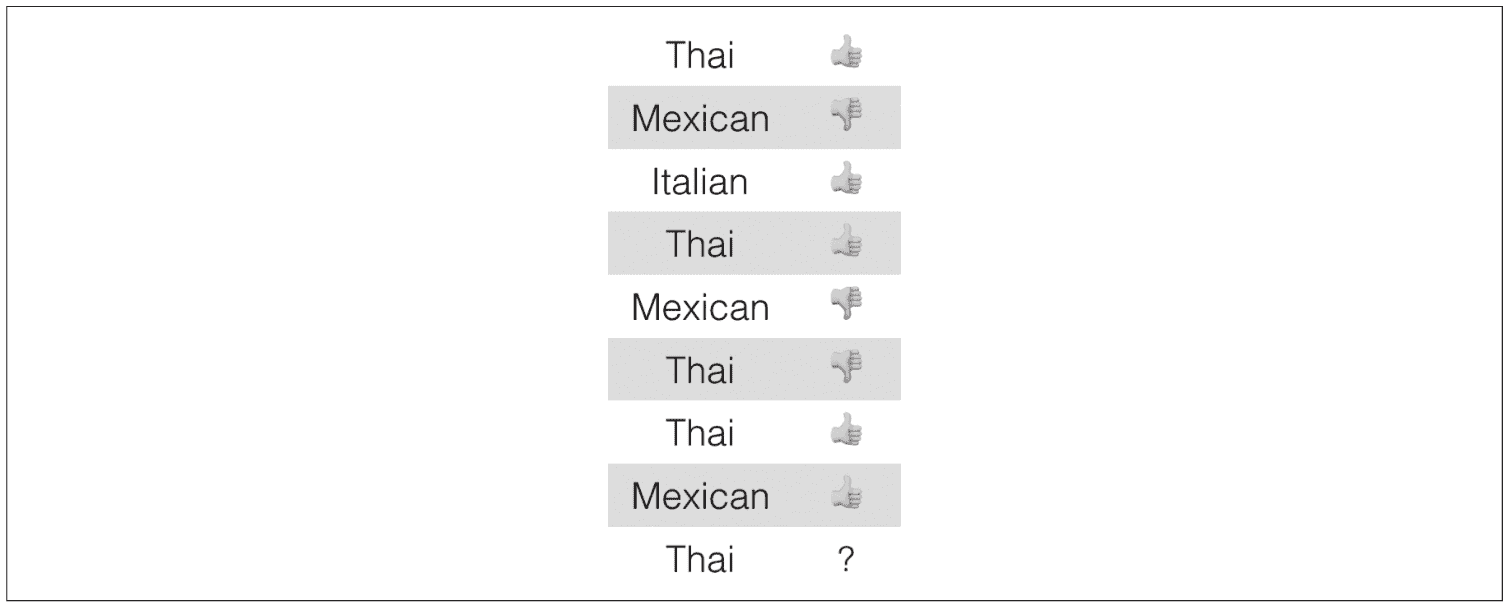 Thai 👍
Mexican 👎
Italian 👍
Thai 👍
Mexican 👎
Thai 👎
Thai 👍
Mexican 👍
Thai ?